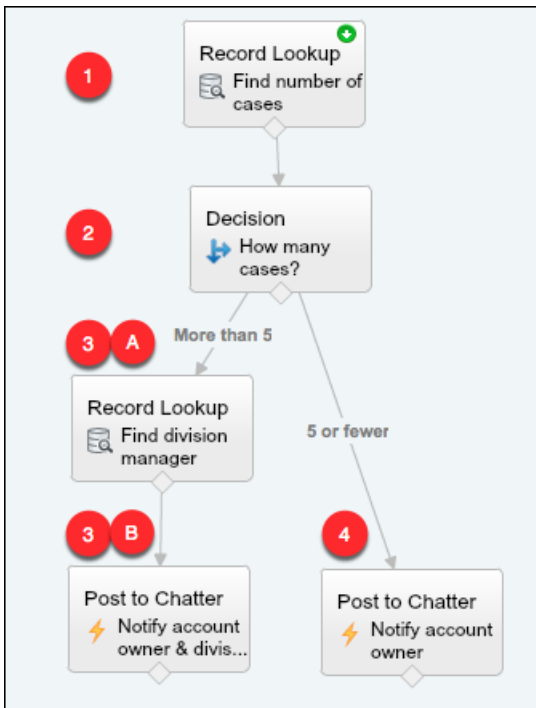 1
Record Lookup
Find number of
cases
2
Decision
How many
cases?
More than 5
5 or fewer
3 A
Record Lookup
Find division
manager
3 B
Post to Chatter
Notify account
owner & divis...
4
Post to Chatter
Notify account
owner